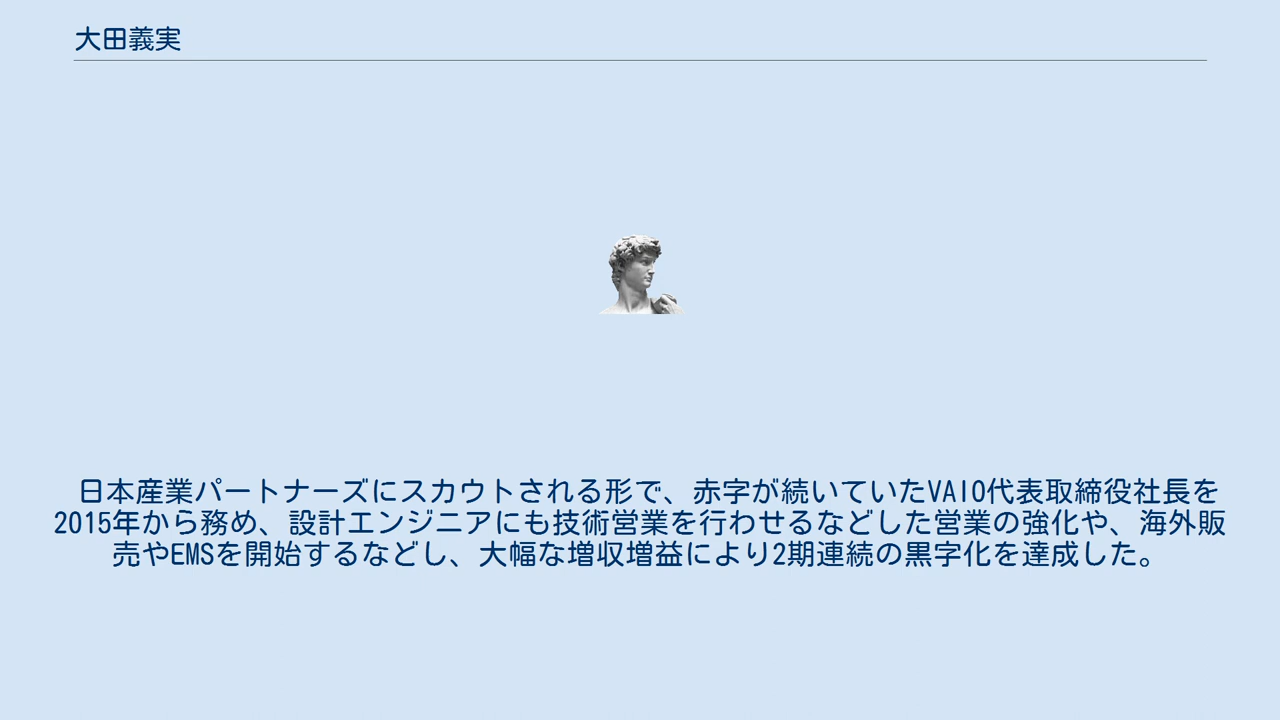 大田義実
日本産業パートナーズにスカウトされる形で、赤字が続いていたVAIO代表取締役社長を
2015年から務め、設計エンジニアにも技術営業を行わせるなどした営業の強化や、海外販
売やEMSを開始するなどし、大幅な増収増益により2期連続の黒字化を達成した。